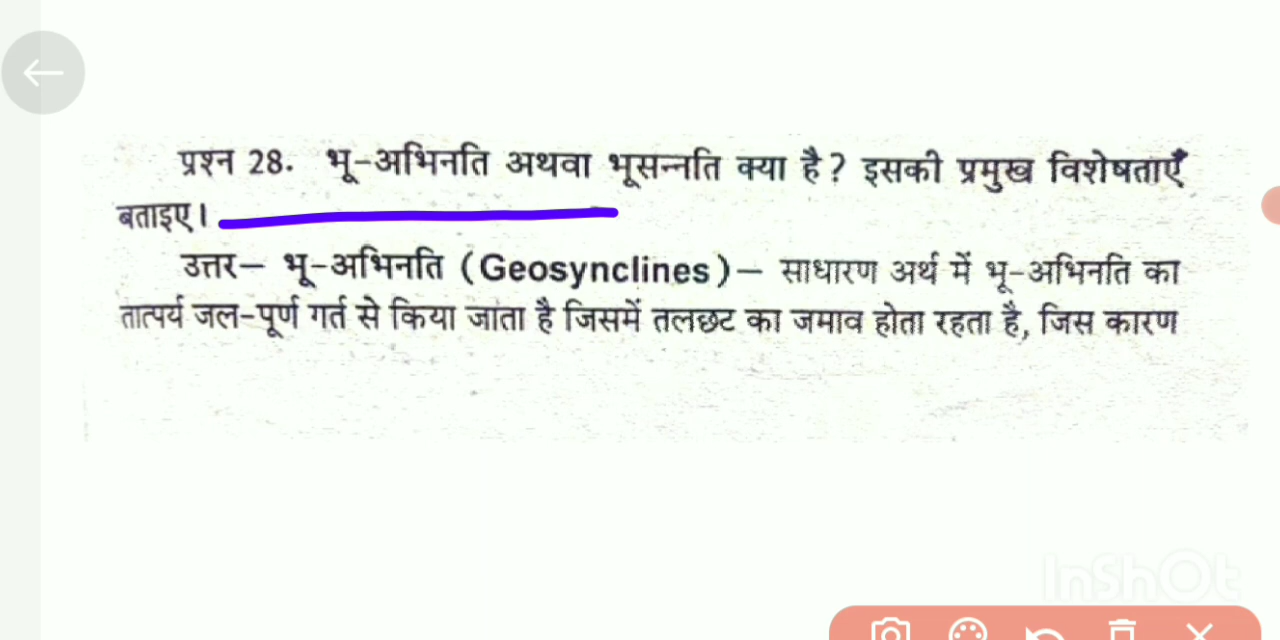 प्रश्न 28. भू-अभिनति अथवा भूसन्नति क्या है? इसकी प्रमुख विशेषताएँ
बताइए।
उत्तर— भू-अभिनति (Geosynclines)— साधारण अर्थ में भू-अभिनति का
तात्पर्य जल-पूर्ण गर्त से किया जाता है जिसमें तलछट का जमाव होता रहता है, जिस कारण
InShOt